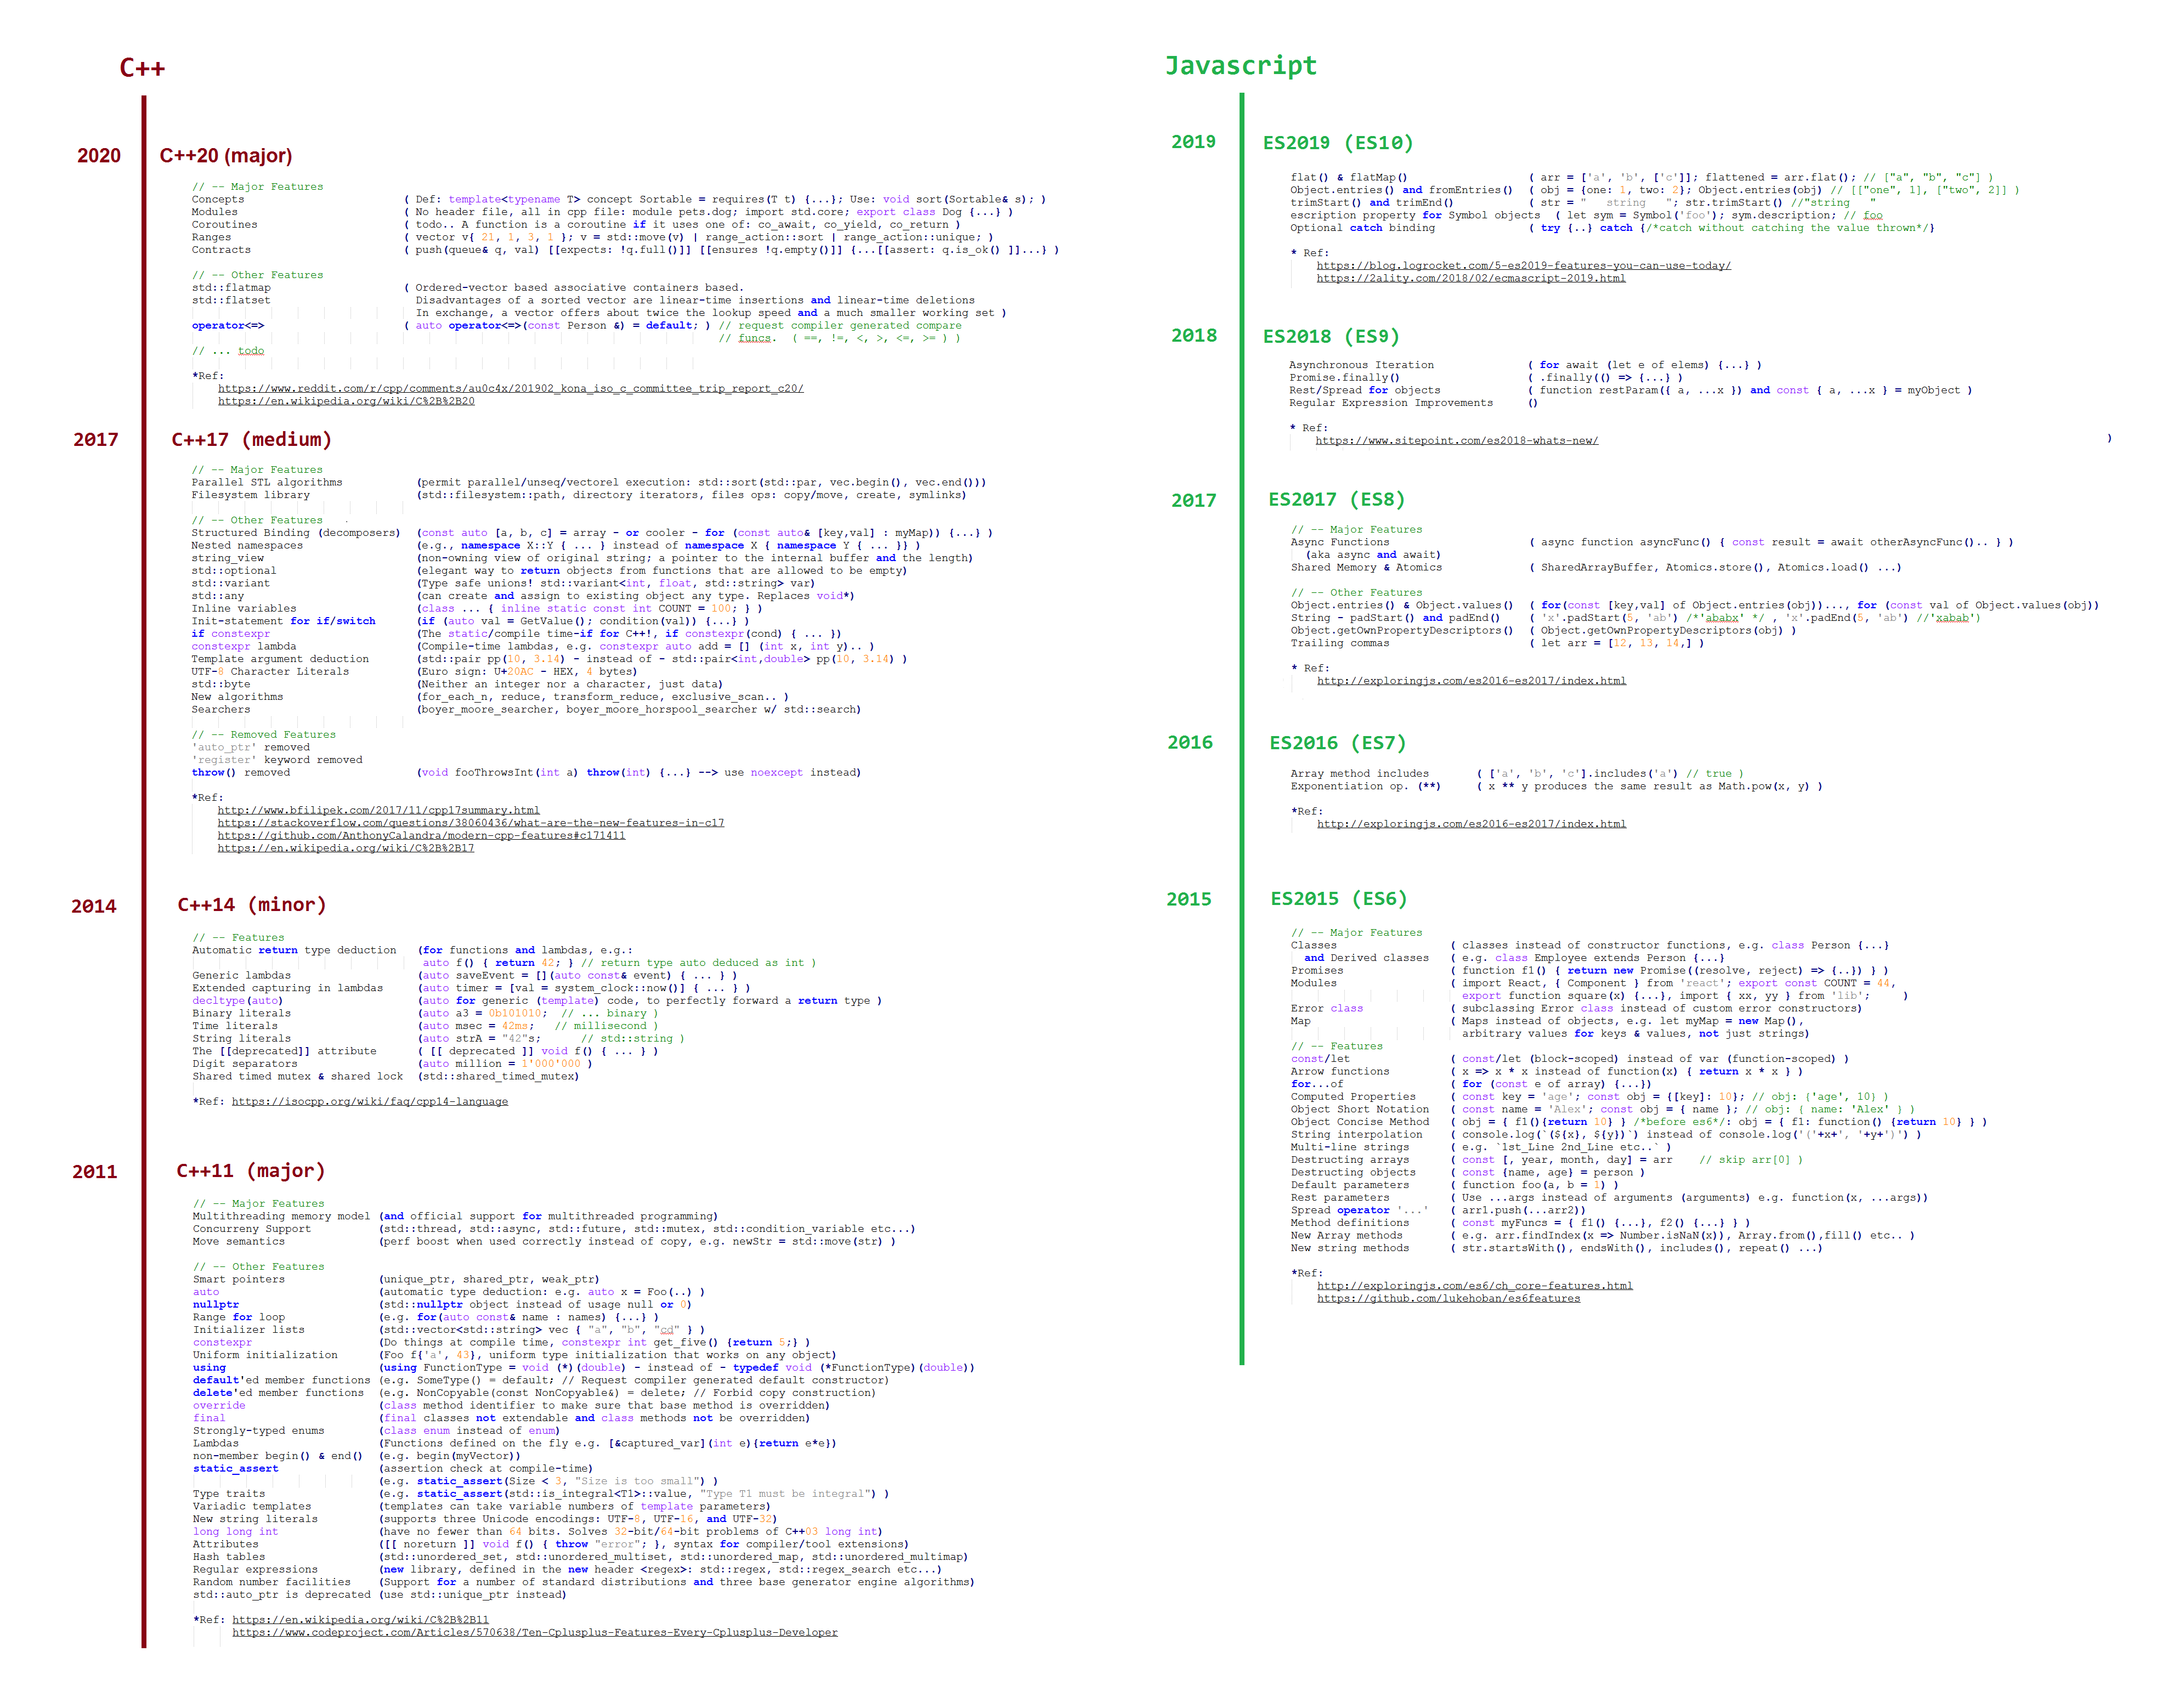 C++
2020 C++20 (major)
// -- Major Features
Concepts ( Def: template<typename T> concept Sortable = requires(T t) {...}; Use: void sort(Sortable& s); )
Modules ( No header file, all in cpp file: module pets.dog; import std.core; export class Dog {...} )
Coroutines ( todo.. A function is a coroutine if it uses one of: co_await, co_yield, co_return )
Ranges ( vector v{ 21, 1, 3, 1 }; v = std::move(v) | range_action::sort | range_action::unique; )
Contracts ( push(queue& q, val) [[expects: !q.full()]] [[ensures !q.empty()]] {...[[assert: q.is_ok() ]]...} )
// -- Other Features
std::flatmap ( Ordered-vector based associative containers based.
std::flatset Disadvantages of a sorted vector are linear-time insertions and linear-time deletions
In exchange, a vector offers about twice the lookup speed and a much smaller working set )
operator<=> ( auto operator<=>(const Person &) = default; ) // request compiler generated compare
// funcs. ( ==, !=, <, >, <=, >= ) )
// ... todo
*Ref:
https://www.reddit.com/r/cpp/comments/au0c4x/201902_kona_iso_c_committee_trip_report_c20/
https://en.wikipedia.org/wiki/C%2B%2B20
2017 C++17 (medium)
// -- Major Features
Parallel STL algorithms (permit parallel/unseq/vectorel execution: std::sort(std::par, vec.begin(), vec.end()))
Filesystem library (std::filesystem::path, directory iterators, files ops: copy/move, create, symlinks)
// -- Other Features
Structured Binding (decomposers) (const auto [a, b, c] = array - or cooler - for (const auto& [key,val] : myMap)) {...} )
Nested namespaces (e.g., namespace X::Y { ... } instead of namespace X { namespace Y { ... }} )
string_view (non-owning view of original string; a pointer to the internal buffer and the length)
std::optional (elegant way to return objects from functions that are allowed to be empty)
std::variant (Type safe unions! std::variant<int, float, std::string> var)
std::any (can create and assign to existing object any type. Replaces void*)
Inline variables (class ... { inline static const int COUNT = 100; } )
Init-statement for if/switch (if (auto val = GetValue(); condition(val)) {...} )
if constexpr (The static/compile time-if for C++!, if constexpr(cond) { ... })
constexpr lambda (Compile-time lambdas, e.g. constexpr auto add = [] (int x, int y).. )
Template argument deduction (std::pair pp(10, 3.14) - instead of - std::pair<int,double> pp(10, 3.14) )
UTF-8 Character Literals (Euro sign: U+20AC - HEX, 4 bytes)
std::byte (Neither an integer nor a character, just data)
New algorithms (for_each_n, reduce, transform_reduce, exclusive_scan.. )
Searchers (boyer_moore_searcher, boyer_moore_horspool_searcher w/ std::search)
// -- Removed Features
'auto_ptr' removed
'register' keyword removed
throw() removed (void fooThrowsInt(int a) throw(int) {...} --> use noexcept instead)
*Ref:
http://www.bfilipek.com/2017/11/cpp17summary.html
https://stackoverflow.com/questions/38060436/what-are-the-new-features-in-c17
https://github.com/AnthonyCalandra/modern-cpp-features#c171411
https://en.wikipedia.org/wiki/C%2B%2B17
2014 C++14 (minor)
// -- Features
Automatic return type deduction (for functions and lambdas, e.g.:
auto f() { return 42; } // return type auto deduced as int )
Generic lambdas (auto saveEvent = [](auto const& event) { ... } )
Extended capturing in lambdas (auto timer = [val = system_clock::now()] { ... } )
decltype(auto) (auto for generic (template) code, to perfectly forward a return type )
Binary literals (auto a3 = 0b101010; // ... binary )
Time literals (auto msec = 42ms; // millisecond )
String literals (auto strA = "42"s; // std::string )
The [[deprecated]] attribute ( [[ deprecated ]] void f() { ... } )
Digit separators (auto million = 1'000'000 )
Shared timed mutex & shared lock (std::shared_timed_mutex)
*Ref: https://isocpp.org/wiki/faq/cpp14-language
2011 C++11 (major)
// -- Major Features
Multithreading memory model (and official support for multithreaded programming)
Concurreny Support (std::thread, std::async, std::future, std::mutex, std::condition_variable etc...)
Move semantics (perf boost when used correctly instead of copy, e.g. newStr = std::move(str) )
// -- Other Features
Smart pointers (unique_ptr, shared_ptr, weak_ptr)
auto (automatic type deduction: e.g. auto x = Foo(..) )
nullptr (std::nullptr object instead of usage null or 0)
Range for loop (e.g. for(auto const& name : names) {...} )
Initializer lists (std::vector<std::string> vec { "a", "b", "cd" } )
constexpr (Do things at compile time, constexpr int get_five() {return 5;} )
Uniform initialization (Foo f{'a', 43}, uniform type initialization that works on any object)
using (using FunctionType = void (*)(double) - instead of - typedef void (*FunctionType)(double))
default'ed member functions (e.g. SomeType() = default; // Request compiler generated default constructor)
delete'ed member functions (e.g. NonCopyable(const NonCopyable&) = delete; // Forbid copy construction)
override (class method identifier to make sure that base method is overridden)
final (final classes not extendable and class methods not be overridden)
Strongly-typed enums (class enum instead of enum)
Lambdas (Functions defined on the fly e.g. [&captured_var](int e){return e*e})
non-member begin() & end() (e.g. begin(myVector))
static_assert (assertion check at compile-time)
(e.g. static_assert(Size < 3, "Size is too small") )
Type traits (e.g. static_assert(std::is_integral<T1>::value, "Type T1 must be integral") )
Variadic templates (templates can take variable numbers of template parameters)
New string literals (supports three Unicode encodings: UTF-8, UTF-16, and UTF-32)
long long int (have no fewer than 64 bits. Solves 32-bit/64-bit problems of C++03 long int)
Attributes ([[ noreturn ]] void f() { throw "error"; }, syntax for compiler/tool extensions)
Hash tables (std::unordered_set, std::unordered_multiset, std::unordered_map, std::unordered_multimap)
Regular expressions (new library, defined in the new header <regex>: std::regex, std::regex_search etc...)
Random number facilities (Support for a number of standard distributions and three base generator engine algorithms)
std::auto_ptr is deprecated (use std::unique_ptr instead)
*Ref: https://en.wikipedia.org/wiki/C%2B%2B11
https://www.codeproject.com/Articles/570638/Ten-Cplusplus-Features-Every-Cplusplus-Developer
Javascript
2019 ES2019 (ES10)
flat() & flatMap() ( arr = ['a', 'b', ['c']]; flattened = arr.flat(); // ["a", "b", "c"] )
Object.entries() and fromEntries() ( obj = {one: 1, two: 2}; Object.entries(obj) // [["one", 1], ["two", 2]] )
trimStart() and trimEnd() ( str = "   string   "; str.trimStart() //"string   "
escription property for Symbol objects ( let sym = Symbol('foo'); sym.description; // foo
Optional catch binding ( try {..} catch {/*catch without catching the value thrown*/}
* Ref:
https://blog.logrocket.com/5-es2019-features-you-can-use-today/
https://2ality.com/2018/02/ecmascript-2019.html
2018 ES2018 (ES9)
Asynchronous Iteration ( for await (let e of elems) {...} )
Promise.finally() ( .finally(() => {...} )
Rest/Spread for objects ( function restParam({ a, ...x }) and const { a, ...x } = myObject )
Regular Expression Improvements ()
* Ref:
https://www.sitepoint.com/es2018-whats-new/
)
2017 ES2017 (ES8)
// -- Major Features
Async Functions ( async function asyncFunc() { const result = await otherAsyncFunc().. } )
(aka async and await)
Shared Memory & Atomics ( SharedArrayBuffer, Atomics.store(), Atomics.load() ...)
// -- Other Features
Object.entries() & Object.values() ( for(const [key,val] of Object.entries(obj))..., for (const val of Object.values(obj))
String - padStart() and padEnd() ( 'x'.padStart(5, 'ab') /*'ababx' */ , 'x'.padEnd(5, 'ab') //'xabab')
Object.getOwnPropertyDescriptors() ( Object.getOwnPropertyDescriptors(obj) )
Trailing commas ( let arr = [12, 13, 14,] )
* Ref:
http://exploringjs.com/es2016-es2017/index.html
2016 ES2016 (ES7)
Array method includes ( ['a', 'b', 'c'].includes('a') // true )
Exponentiation op. (**) ( x ** y produces the same result as Math.pow(x, y) )
*Ref:
http://exploringjs.com/es2016-es2017/index.html
2015 ES2015 (ES6)
// -- Major Features
Classes ( classes instead of constructor functions, e.g. class Person {...}
and Derived classes ( e.g. class Employee extends Person {...}
Promises ( function f1() { return new Promise((resolve, reject) => {..}) } )
Modules ( import React, { Component } from 'react'; export const COUNT = 44,
export function square(x) {...}, import { xx, yy } from 'lib'; )
Error class ( subclassing Error class instead of custom error constructors)
Map ( Maps instead of objects, e.g. let myMap = new Map(),
arbitrary values for keys & values, not just strings)
// -- Features
const/let ( const/let (block-scoped) instead of var (function-scoped) )
Arrow functions ( x => x * x instead of function(x) { return x * x } )
for...of ( for (const e of array) {...})
Computed Properties ( const key = 'age'; const obj = {[key]: 10}; // obj: {'age', 10} )
Object Short Notation ( const name = 'Alex'; const obj = { name }; // obj: { name: 'Alex' } )
Object Concise Method ( obj = { f1(){return 10} } /*before es6*/: obj = { f1: function() {return 10} } )
String interpolation ( console.log(`(${x}, ${y})`) instead of console.log('('+x+', '+y+')') )
Multi-line strings ( e.g. `1st_Line 2nd_Line etc..` )
Destructing arrays ( const [, year, month, day] = arr // skip arr[0] )
Destructing objects ( const {name, age} = person )
Default parameters ( function foo(a, b = 1) )
Rest parameters ( Use ...args instead of arguments (arguments) e.g. function(x, ...args))
Spread operator '...' ( arr1.push(...arr2))
Method definitions ( const myFuncs = { f1() {...}, f2() {...} } )
New Array methods ( e.g. arr.findIndex(x => Number.isNaN(x)), Array.from(),fill() etc.. )
New string methods ( str.startsWith(), endsWith(), includes(), repeat() ...)
*Ref:
http://exploringjs.com/es6/ch_core-features.html
https://github.com/lukehoban/es6features